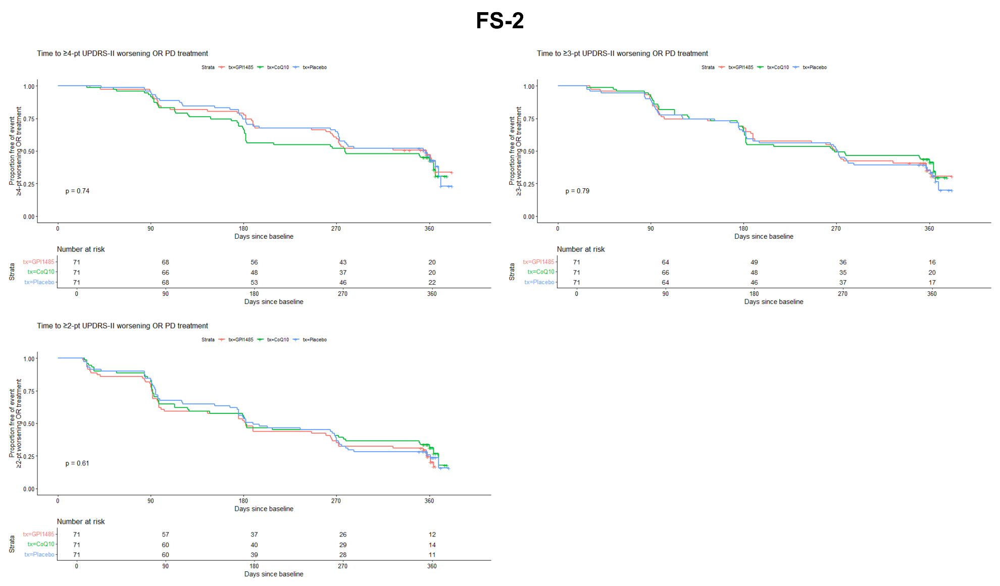 FS-2
Time to ≥4-pt UPDRS-II worsening OR PD treatment
Strata tx=GPI1485 tx=CoQ10 tx=Placebo
Proportion free of event
≥4-pt worsening OR treatment
1.00
0.75
0.50
0.25
0.00
p = 0.74
0 90 180 270 360
Days since baseline
Number at risk
Strata
tx=GPI1485 71 68 56 43 20
tx=CoQ10 71 66 48 37 20
tx=Placebo 71 68 53 46 22
0 90 180 270 360
Days since baseline
Time to ≥3-pt UPDRS-II worsening OR PD treatment
Strata tx=GPI1485 tx=CoQ10 tx=Placebo
Proportion free of event
≥3-pt worsening OR treatment
1.00
0.75
0.50
0.25
0.00
p = 0.79
0 90 180 270 360
Days since baseline
Number at risk
Strata
tx=GPI1485 71 64 49 36 16
tx=CoQ10 71 66 48 35 20
tx=Placebo 71 64 46 37 17
0 90 180 270 360
Days since baseline
Time to ≥2-pt UPDRS-II worsening OR PD treatment
Strata tx=GPI1485 tx=CoQ10 tx=Placebo
Proportion free of event
≥2-pt worsening OR treatment
1.00
0.75
0.50
0.25
0.00
p = 0.61
0 90 180 270 360
Days since baseline
Number at risk
Strata
tx=GPI1485 71 57 37 26 12
tx=CoQ10 71 60 40 29 14
tx=Placebo 71 60 39 28 11
0 90 180 270 360
Days since baseline